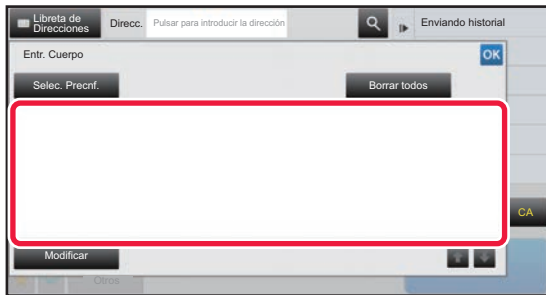 Libreta de
Direcciones
Direcc.
Pulsar para introducir la dirección
Enviando historial
Entr. Cuerpo
OK
Selec. Precnf.
Borrar todos
CA
Modificar
Otros